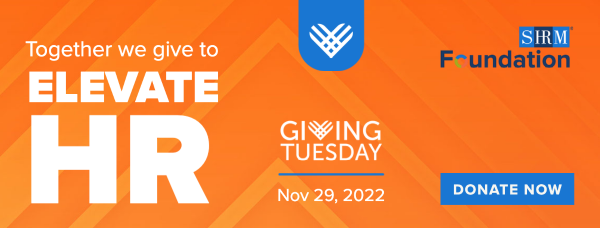 Together we give to
ELEVATE
HR
GIVING
TUESDAY
Nov 29, 2022
SHRM
Foundation
DONATE NOW